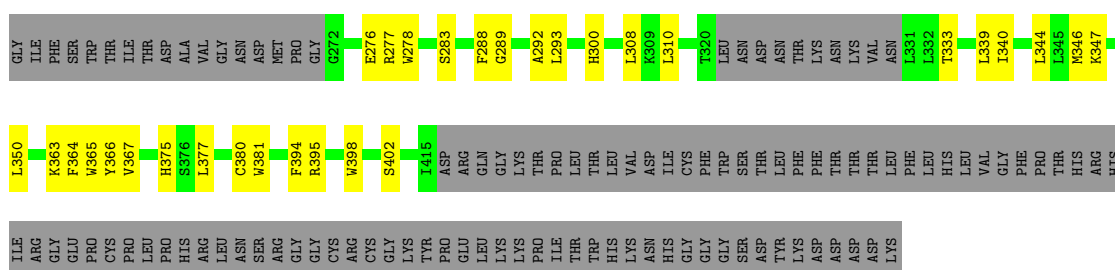 GLY ILE PHE SER TRP THR ILE THR ASP ALA VAL GLY ASN ASP MET PRO GLY G272 E276 R277 W278 S283 F288 G289 A292 L293 H300 L308 K309 L310 T320 LEU ASN ASP ASN THR LYS ASN LYS VAL ASN L331 L332 T333 L339 I340 L344 L345 M346 K347
L350 K363 F364 W365 Y366 V367 H375 S376 L377 C380 W381 F394 R395 W398 S402 I415 ASP ARG GLN GLY LYS THR PRO LEU THR LEU VAL ASP ILE CYS PHE TRP SER THR LEU PHE PHE THR THR THR LEU PHE LEU HIS LEU VAL GLY PHE PRO THR HIS ARG HIS
ILE ARG GLY GLU PRO CYS PRO LEU PRO HIS ARG LEU ASN SER ARG GLY GLY CYS ARG CYS GLY LYS TYR PRO GLU LEU LYS LYS PRO ILE THR TRP HIS LYS ASN HIS GLY GLY GLY SER ASP TYR LYS ASP ASP ASP ASP LYS